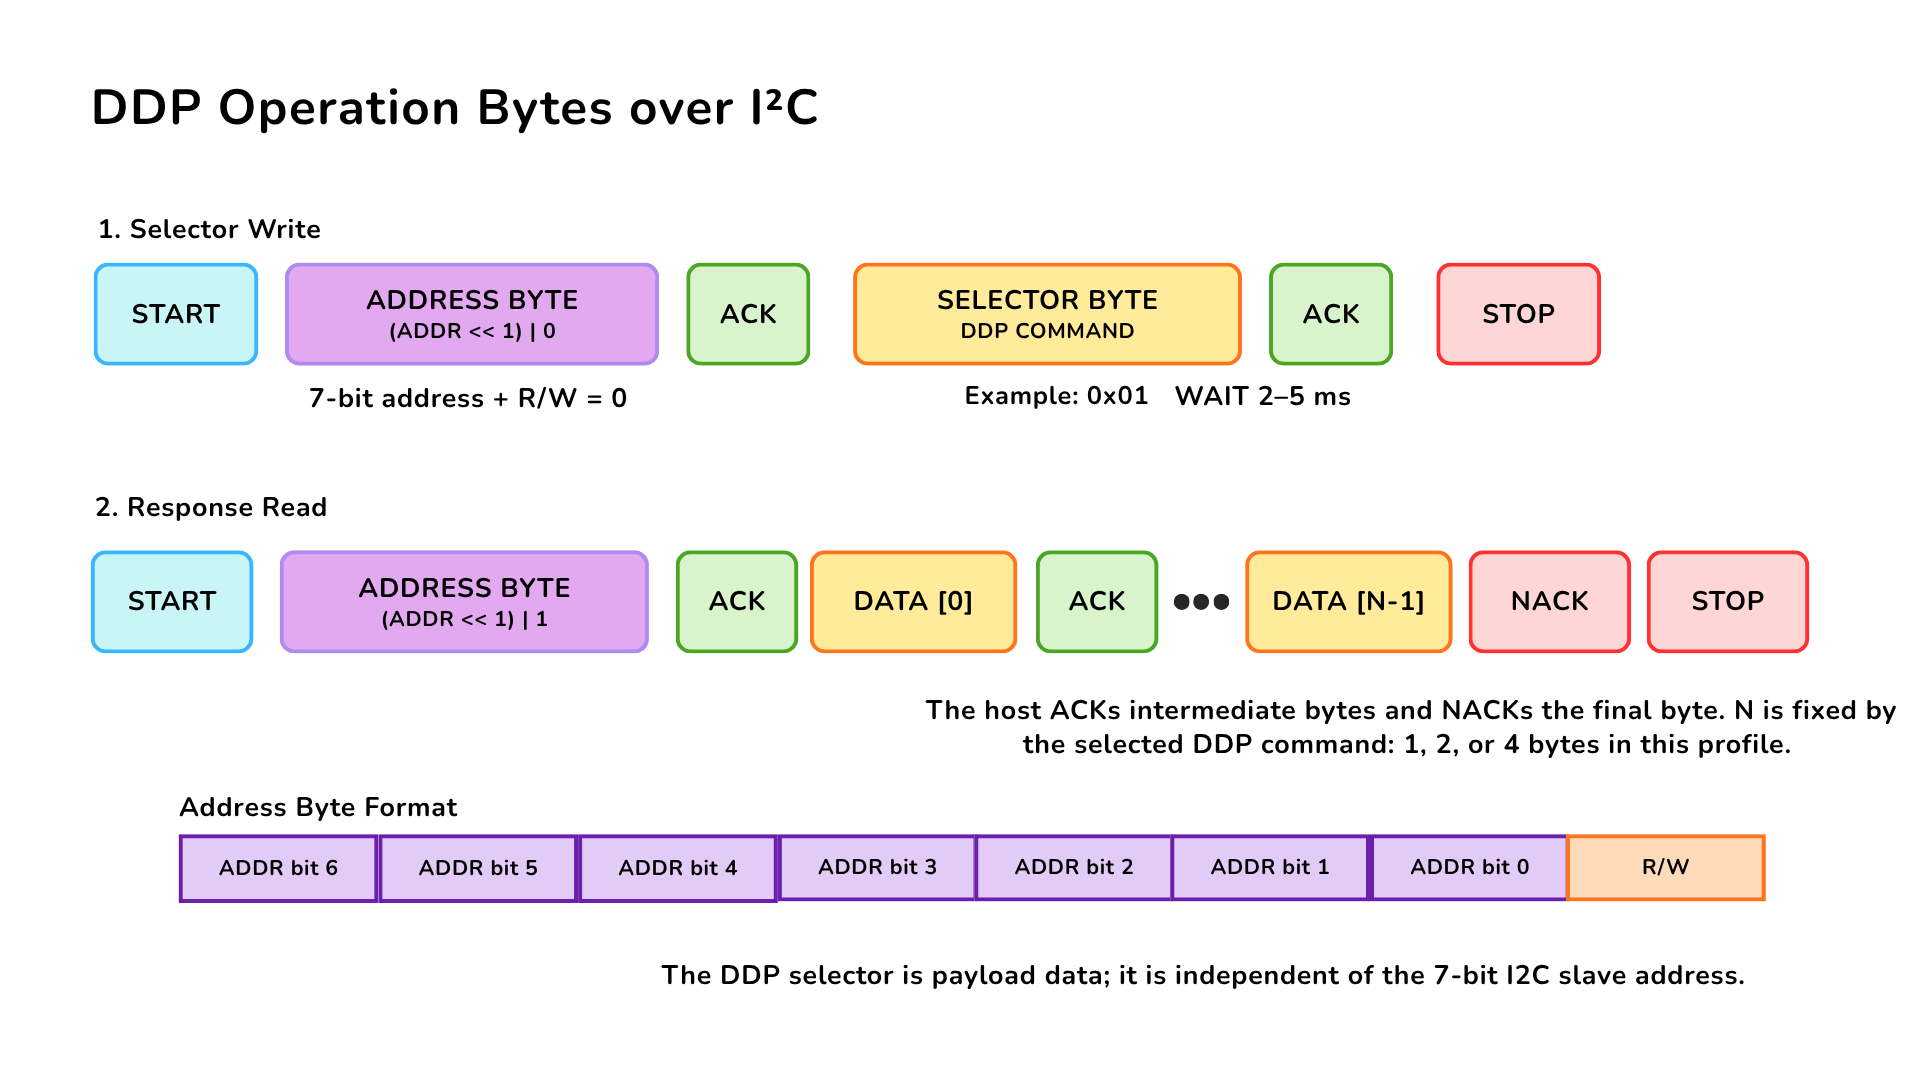 DDP Operation Bytes over I²C
1. Selector Write
START
ADDRESS BYTE
(ADDR << 1) | 0
ACK
SELECTOR BYTE
DDP COMMAND
ACK
STOP
7-bit address + R/W = 0
Example: 0x01
WAIT 2–5 ms
2. Response Read
START
ADDRESS BYTE
(ADDR << 1) | 1
ACK
DATA [0]
ACK
DATA [N-1]
NACK
STOP
The host ACKs intermediate bytes and NACKs the final byte. N is fixed by
the selected DDP command: 1, 2, or 4 bytes in this profile.
Address Byte Format
ADDR bit 6
ADDR bit 5
ADDR bit 4
ADDR bit 3
ADDR bit 2
ADDR bit 1
ADDR bit 0
R/W
The DDP selector is payload data; it is independent of the 7-bit I2C slave address.